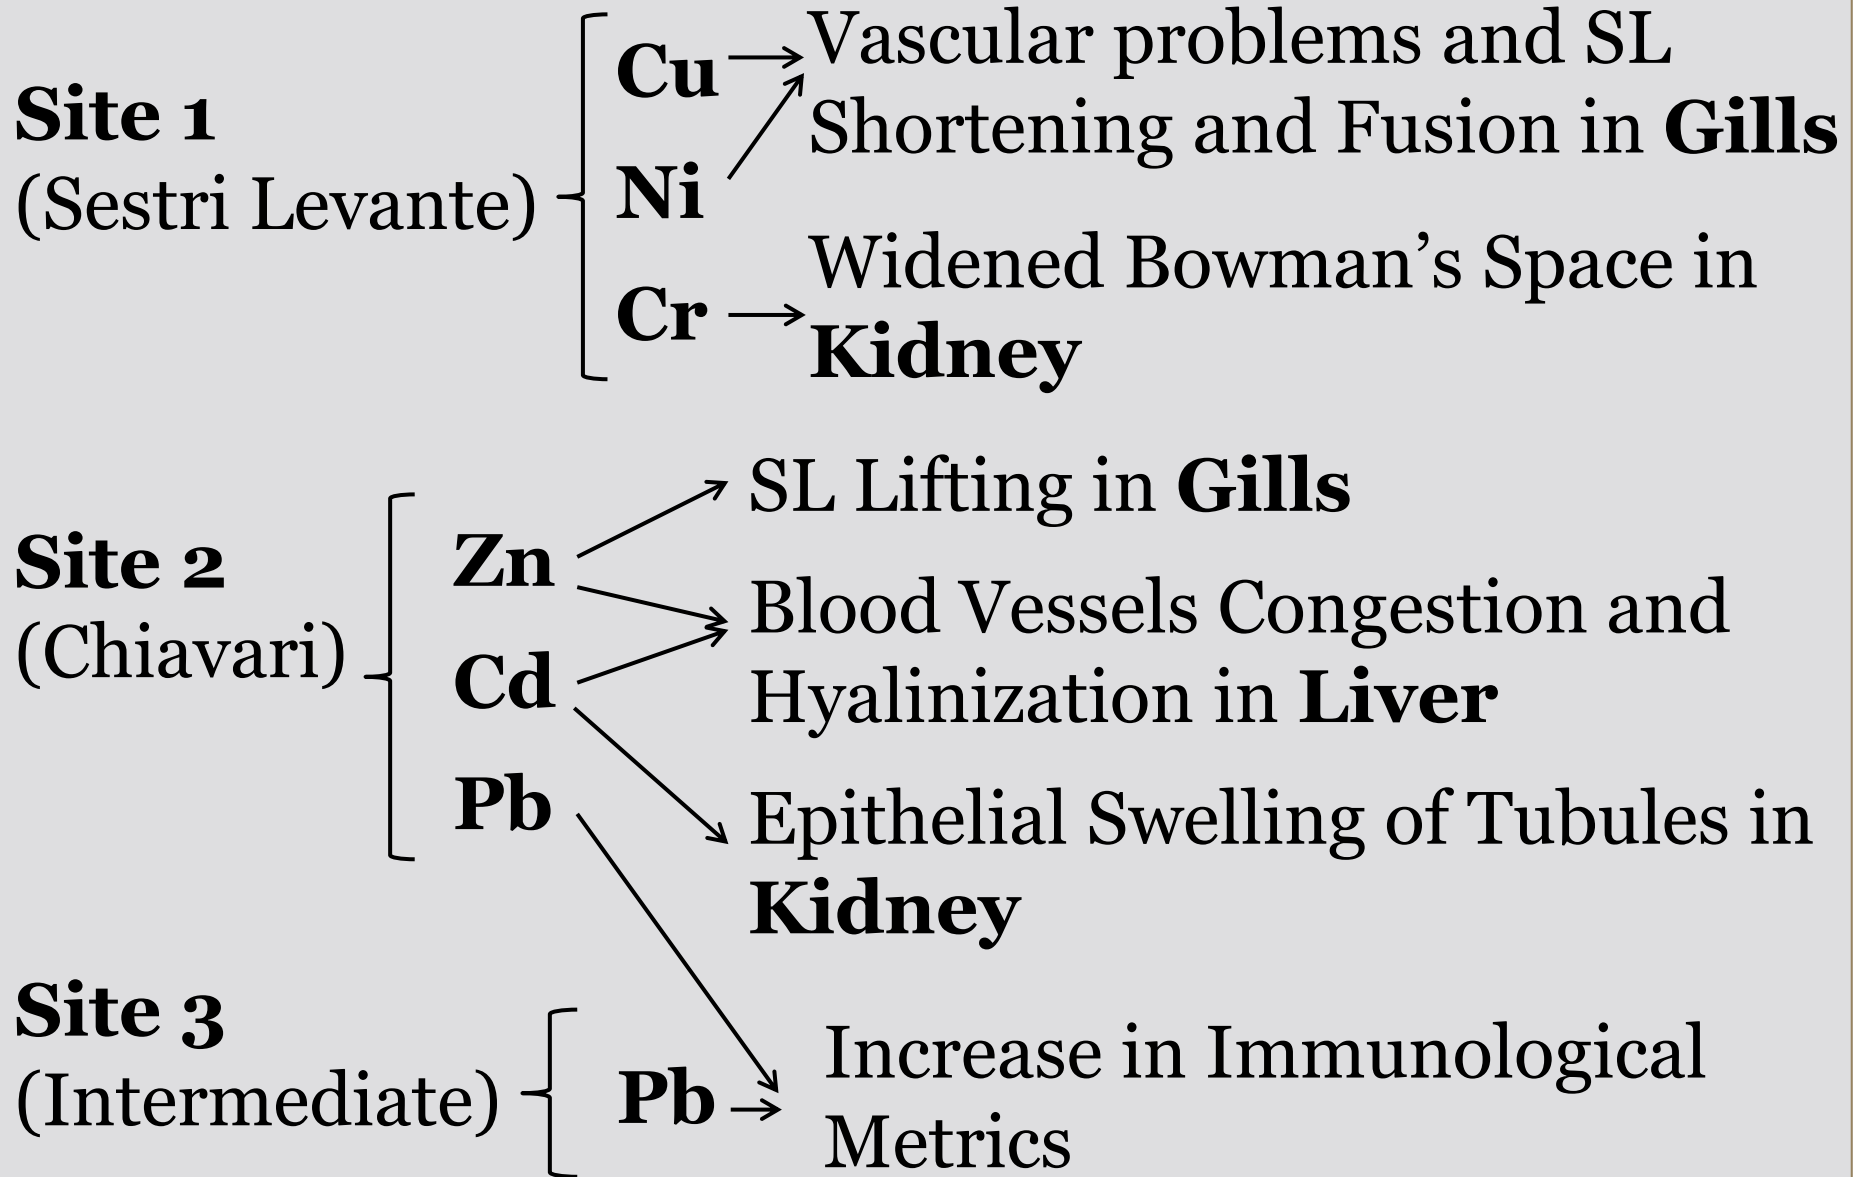 Site 1
(Sestri Levante)
Cu
Ni
Cr
Vascular problems and SL
Shortening and Fusion in Gills
Widened Bowman’s Space in
Kidney
Site 2
(Chiavari)
Zn
Cd
Pb
SL Lifting in Gills
Blood Vessels Congestion and
Hyalinization in Liver
Epithelial Swelling of Tubules in
Kidney
Site 3
(Intermediate)
Pb
Increase in Immunological
Metrics